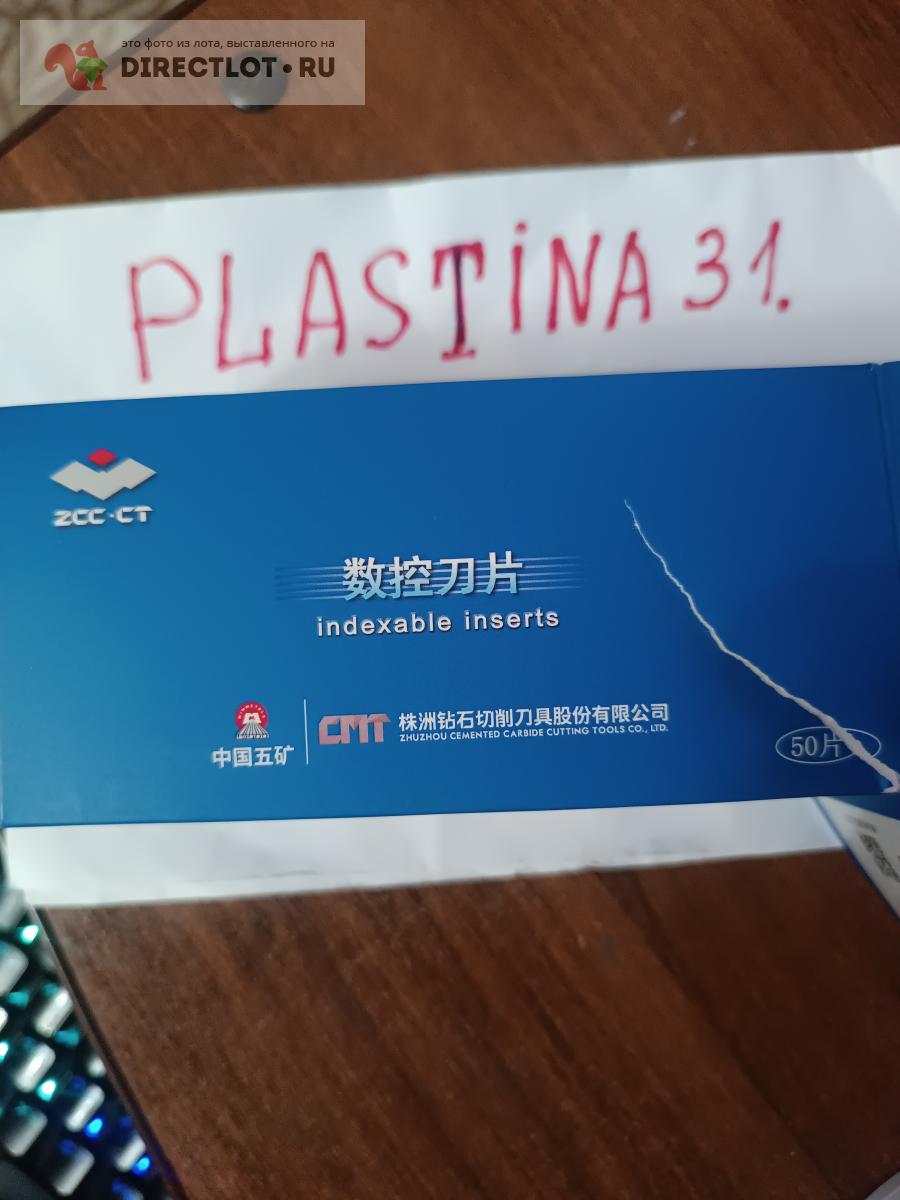 это фото из лота, выставленного на
DIRECTLOT.RU
PLASTINA 31.
ZCC·CT
数控刀片
indexable inserts
中国五矿
CMT 株洲钻石切削刀具股份有限公司
ZHUZHOU CEMENTED CARBIDE CUTTING TOOLS CO., LTD.
50片